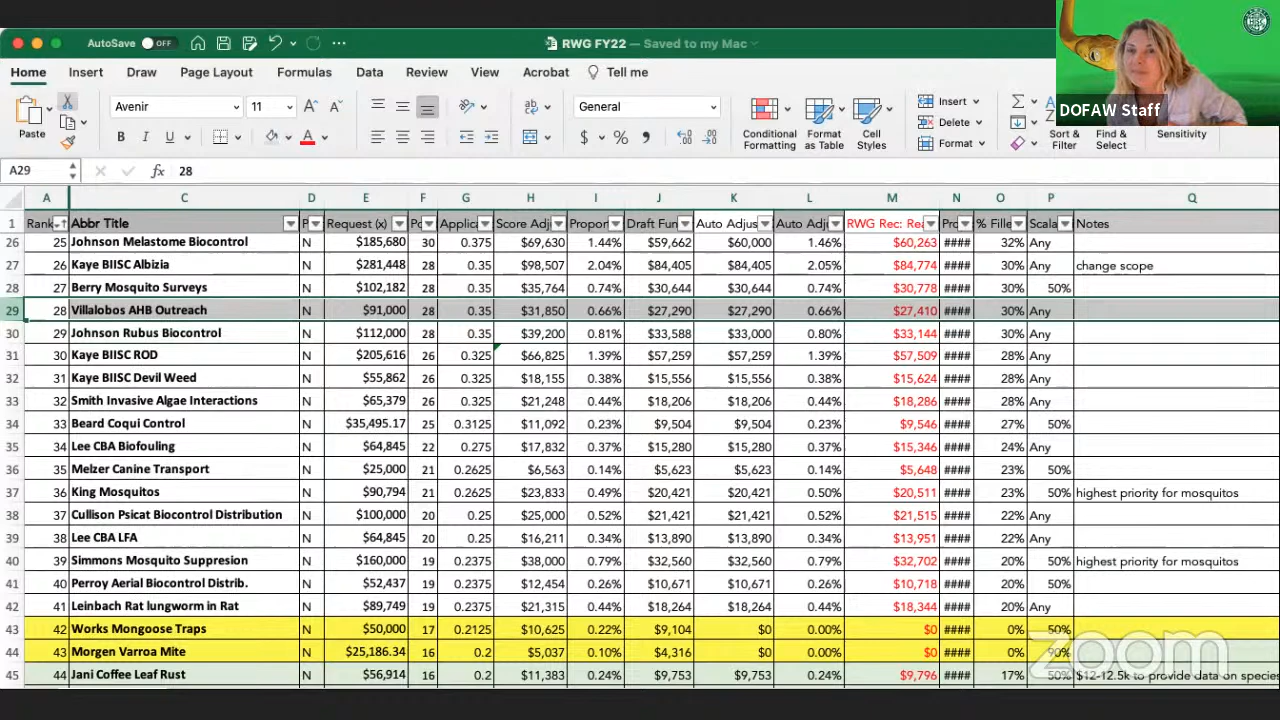 AutoSave OFF RWG FY22 — Saved to my Mac
Home Insert Draw Page Layout Formulas Data Review View Acrobat Tell me
DOFAW Staff
Paste Avenir 11 General Conditional Formatting Format as Table Cell Styles Insert Delete Format Sort & Filter Find & Select Sensitivity
A29 fx 28
A C D E F G H I J K L M N O P Q
1 Rank Abbr Title P Request (x) Po Applica Score Adj Propor Draft Fun Auto Adjus Auto Adj RWG Rec: Re Pr % Fille Scala Notes
26 25 Johnson Melastome Biocontrol N $185,680 30 0.375 $69,630 1.44% $59,662 $60,000 1.46% $60,263 #### 32% Any
27 26 Kaye BIISC Albizia N $281,448 28 0.35 $98,507 2.04% $84,405 $84,405 2.05% $84,774 #### 30% Any change scope
28 27 Berry Mosquito Surveys N $102,182 28 0.35 $35,764 0.74% $30,644 $30,644 0.74% $30,778 #### 30% 50%
29 28 Villalobos AHB Outreach N $91,000 28 0.35 $31,850 0.66% $27,290 $27,290 0.66% $27,410 #### 30% Any
30 29 Johnson Rubus Biocontrol N $112,000 28 0.35 $39,200 0.81% $33,588 $33,000 0.80% $33,144 #### 30% Any
31 30 Kaye BIISC ROD N $205,616 26 0.325 $66,825 1.39% $57,259 $57,259 1.39% $57,509 #### 28% Any
32 31 Kaye BIISC Devil Weed N $55,862 26 0.325 $18,155 0.38% $15,556 $15,556 0.38% $15,624 #### 28% Any
33 32 Smith Invasive Algae Interactions N $65,379 26 0.325 $21,248 0.44% $18,206 $18,206 0.44% $18,286 #### 28% Any
34 33 Beard Coqui Control N $35,495.17 25 0.3125 $11,092 0.23% $9,504 $9,504 0.23% $9,546 #### 27% 50%
35 34 Lee CBA Biofouling N $64,845 22 0.275 $17,832 0.37% $15,280 $15,280 0.37% $15,346 #### 24% Any
36 35 Melzer Canine Transport N $25,000 21 0.2625 $6,563 0.14% $5,623 $5,623 0.14% $5,648 #### 23% 50%
37 36 King Mosquitos N $90,794 21 0.2625 $23,833 0.49% $20,421 $20,421 0.50% $20,511 #### 23% 50% highest priority for mosquitos
38 37 Cullison Psicat Biocontrol Distribution N $100,000 20 0.25 $25,000 0.52% $21,421 $21,421 0.52% $21,515 #### 22% Any
39 38 Lee CBA LFA N $64,845 20 0.25 $16,211 0.34% $13,890 $13,890 0.34% $13,951 #### 22% Any
40 39 Simmons Mosquito Suppresion N $160,000 19 0.2375 $38,000 0.79% $32,560 $32,560 0.79% $32,702 #### 20% 50% highest priority for mosquitos
41 40 Perroy Aerial Biocontrol Distrib. N $52,437 19 0.2375 $12,454 0.26% $10,671 $10,671 0.26% $10,718 #### 20% 50%
42 41 Leinbach Rat lungworm in Rat N $89,749 19 0.2375 $21,315 0.44% $18,264 $18,264 0.44% $18,344 #### 20% Any
43 42 Works Mongoose Traps N $50,000 17 0.2125 $10,625 0.22% $9,104 $0 0.00% $0 #### 0% 50%
44 43 Morgen Varroa Mite N $25,186.34 16 0.2 $5,037 0.10% $4,316 $0 0.00% $0 #### 0% 90%
45 44 Jani Coffee Leaf Rust N $56,914 16 0.2 $11,383 0.24% $9,753 $9,753 0.24% $9,796 #### 17% 50% $12-12.5k to provide data on species
zoom